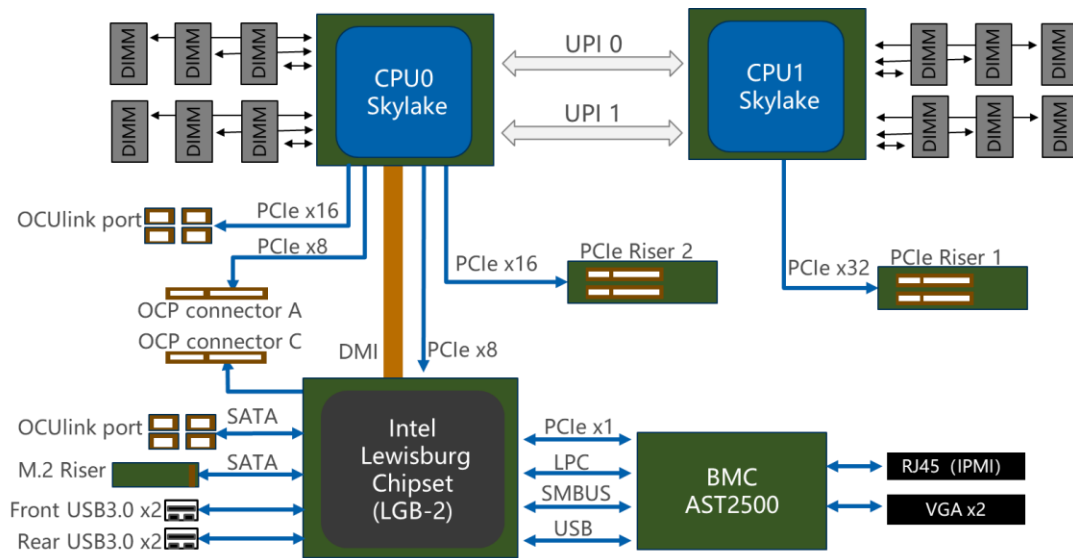 DIMM
DIMM
DIMM
CPU0
Skylake
UPI 0
CPU1
Skylake
DIMM
DIMM
DIMM
DIMM
DIMM
DIMM
UPI 1
DIMM
DIMM
DIMM
OCUlink port
PCIe x16
PCIe x8
PCIe x16
PCIe Riser 2
PCIe x32
PCIe Riser 1
OCP connector A
OCP connector C
DMI
PCIe x8
OCUlink port
SATA
M.2 Riser
SATA
Front USB3.0 x2
Rear USB3.0 x2
Intel
Lewisburg
Chipset
(LGB-2)
PCIe x1
LPC
SMBUS
USB
BMC
AST2500
RJ45 (IPMI)
VGA x2